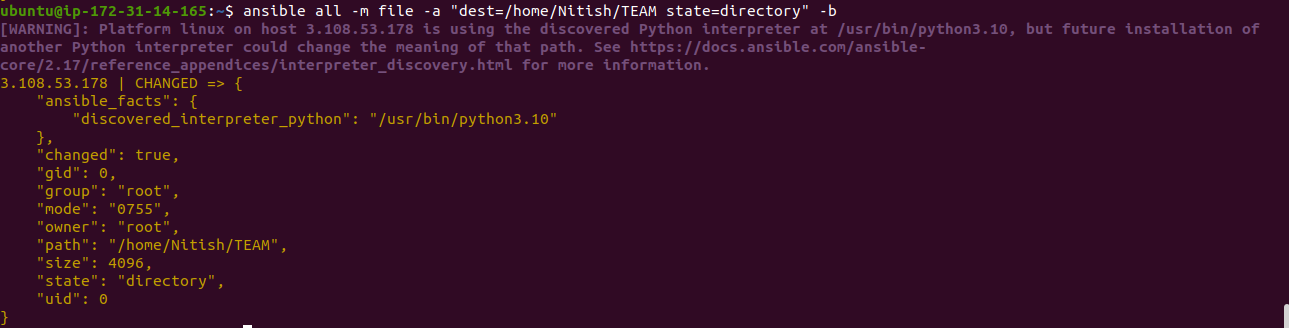 ubuntu@ip-172-31-14-165:~$ ansible all -m file -a "dest=/home/Nitish/TEAM state=directory" -b
[WARNING]: Platform linux on host 3.108.53.178 is using the discovered Python interpreter at /usr/bin/python3.10, but future installation of
another Python interpreter could change the meaning of that path. See https://docs.ansible.com/ansible-
core/2.17/reference_appendices/interpreter_discovery.html for more information.
3.108.53.178 | CHANGED => {
    "ansible_facts": {
        "discovered_interpreter_python": "/usr/bin/python3.10"
    },
    "changed": true,
    "gid": 0,
    "group": "root",
    "mode": "0755",
    "owner": "root",
    "path": "/home/Nitish/TEAM",
    "size": 4096,
    "state": "directory",
    "uid": 0
}